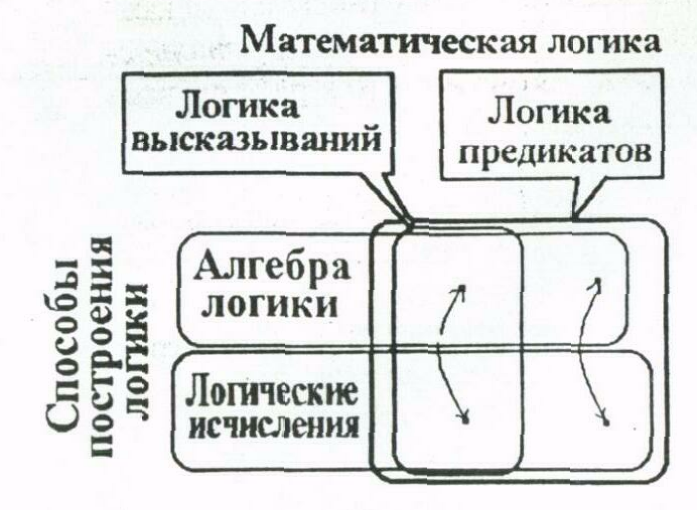 Математическая логика
Логика
высказываний
Логика
предикатов
Способы
построения
логики
Алгебра
логики
Логические
исчисления